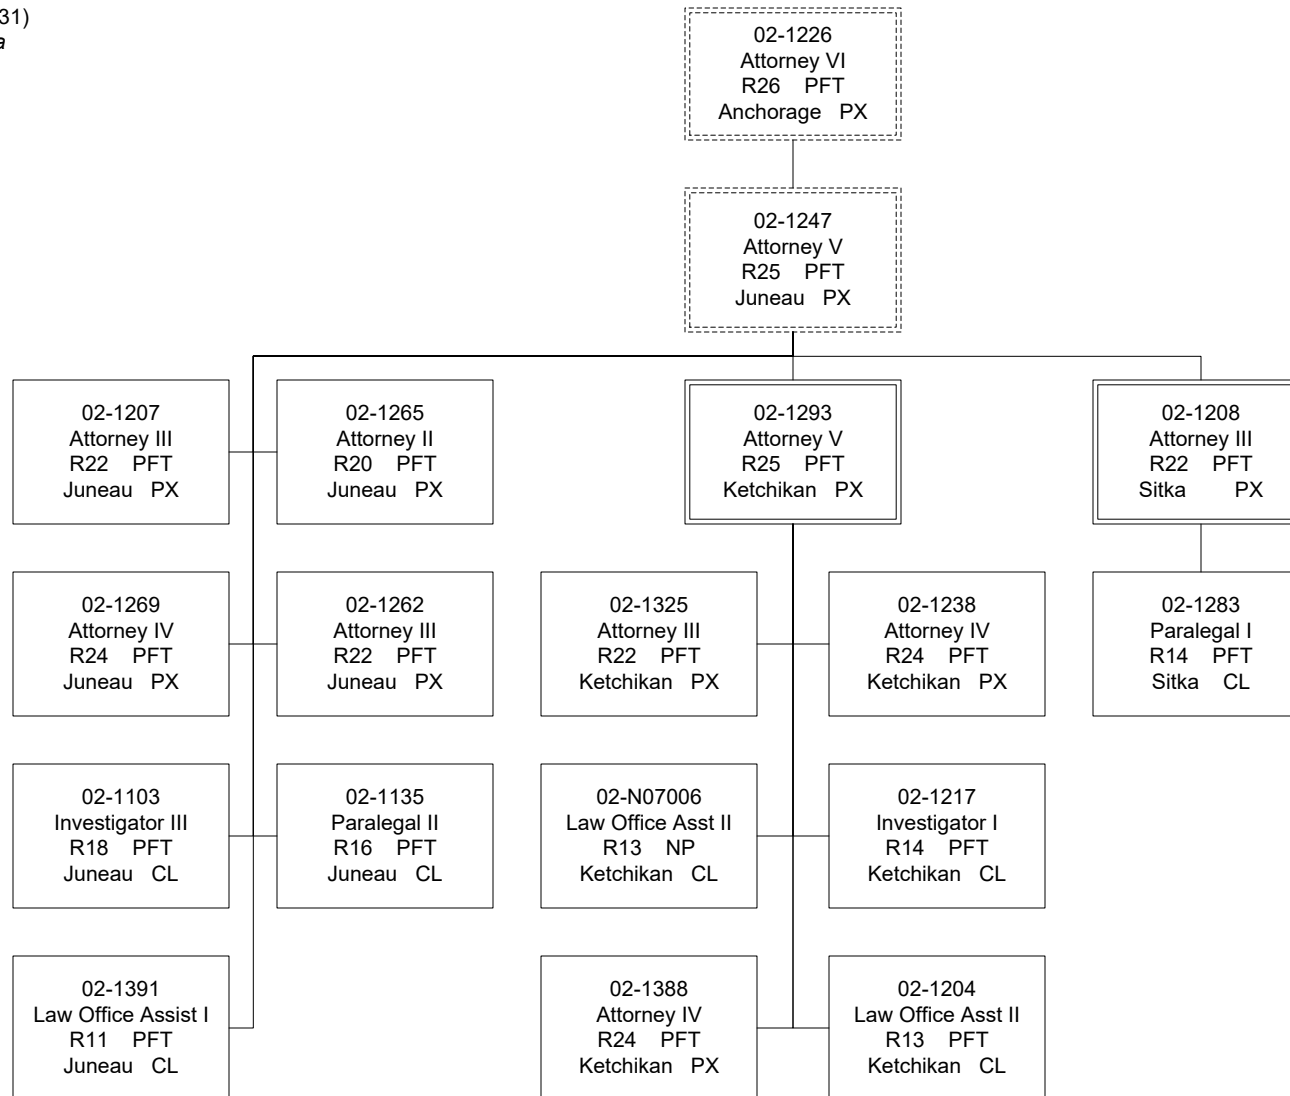 31)
a
02-1226
Attorney VI
R26 PFT
Anchorage PX
02-1247
Attorney V
R25 PFT
Juneau PX
02-1207
Attorney III
R22 PFT
Juneau PX
02-1265
Attorney II
R20 PFT
Juneau PX
02-1293
Attorney V
R25 PFT
Ketchikan PX
02-1208
Attorney III
R22 PFT
Sitka PX
02-1269
Attorney IV
R24 PFT
Juneau PX
02-1262
Attorney III
R22 PFT
Juneau PX
02-1325
Attorney III
R22 PFT
Ketchikan PX
02-1238
Attorney IV
R24 PFT
Ketchikan PX
02-1283
Paralegal I
R14 PFT
Sitka CL
02-1103
Investigator III
R18 PFT
Juneau CL
02-1135
Paralegal II
R16 PFT
Juneau CL
02-N07006
Law Office Asst II
R13 NP
Ketchikan CL
02-1217
Investigator I
R14 PFT
Ketchikan CL
02-1391
Law Office Assist I
R11 PFT
Juneau CL
02-1388
Attorney IV
R24 PFT
Ketchikan PX
02-1204
Law Office Asst II
R13 PFT
Ketchikan CL